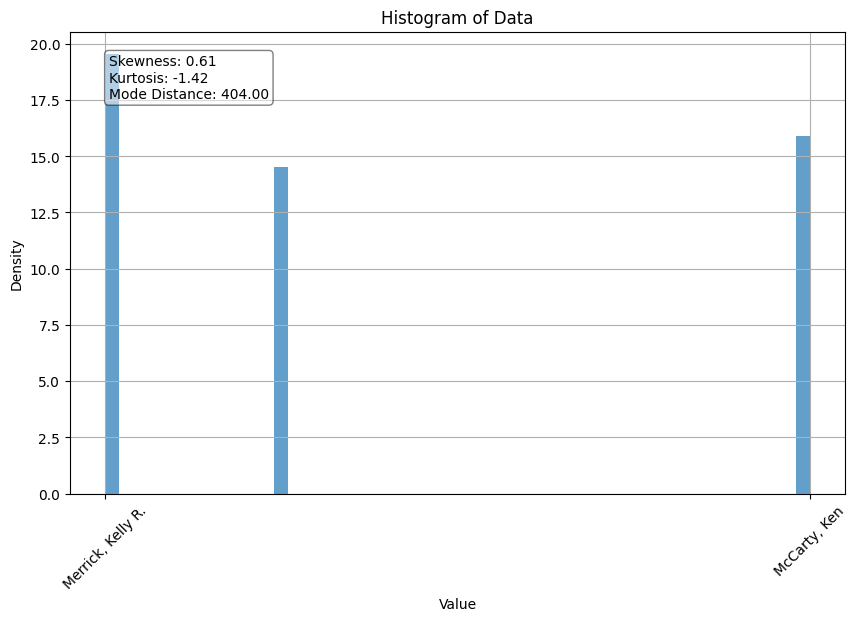 Histogram of Data
20.0
17.5
15.0
12.5
10.0
7.5
5.0
2.5
0.0
Density
Skewness: 0.61
Kurtosis: -1.42
Mode Distance: 404.00
Merrick, Kelly R.
McCarty, Ken
Value